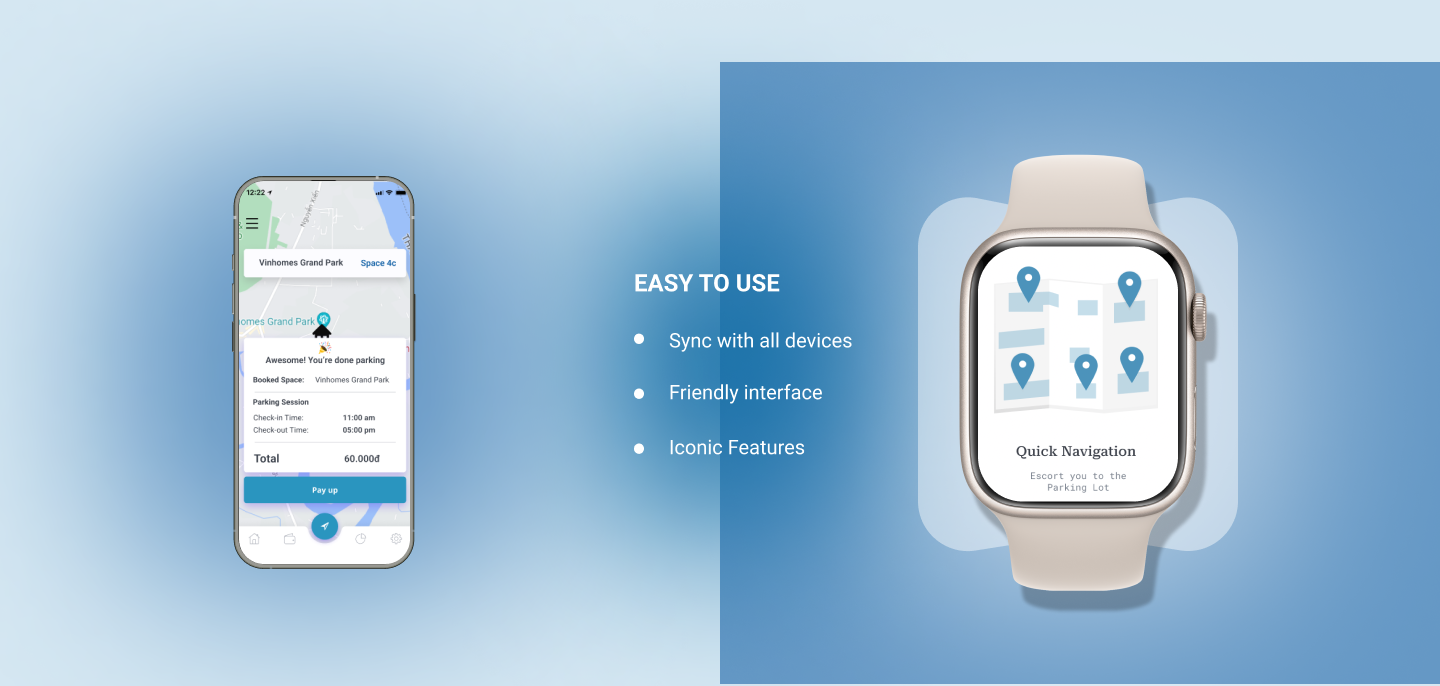 12:22
Nguyễn Xiển
Vinhomes Grand Park
Space 4c
homes Grand Park
Awesome! You're done parking
Booked Space:
Vinhomes Grand Park
Parking Session
Check-in Time:
11:00 am
Check-out Time:
05:00 pm
Total
60.000đ
Pay up
EASY TO USE
Sync with all devices
Friendly interface
Iconic Features
Quick Navigation
Escort you to the
Parking Lot